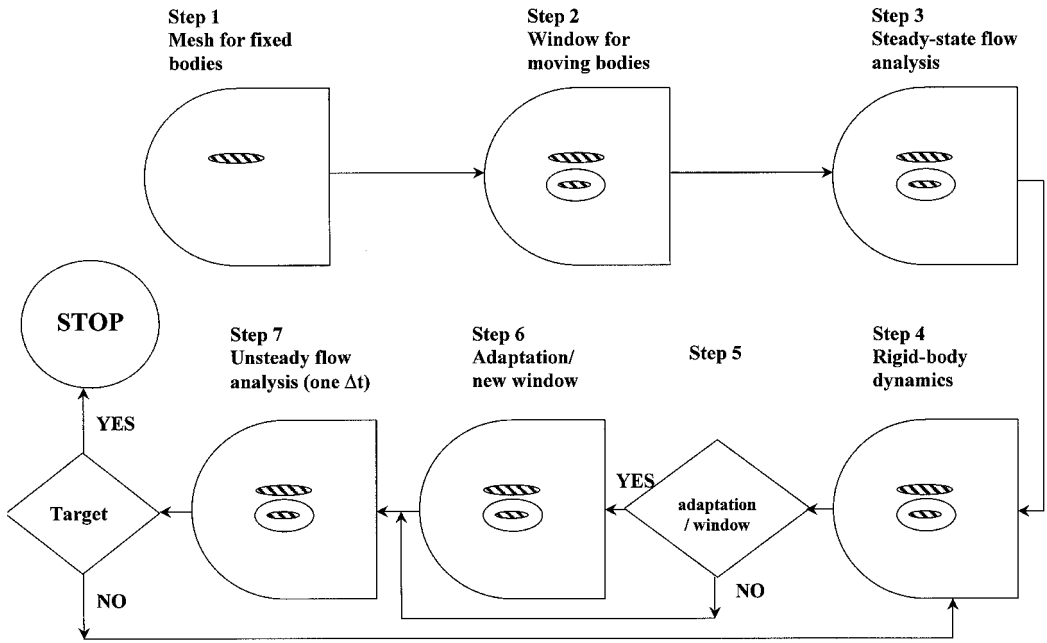 Step 1
Mesh for fixed
bodies
Step 2
Window for
moving bodies
Step 3
Steady-state flow
analysis
STOP
Step 7
Unsteady flow
analysis (one Δt)
Step 6
Adaptation/
new window
Step 5
Step 4
Rigid-body
dynamics
YES
Target
NO
YES
adaptation
/ window
NO